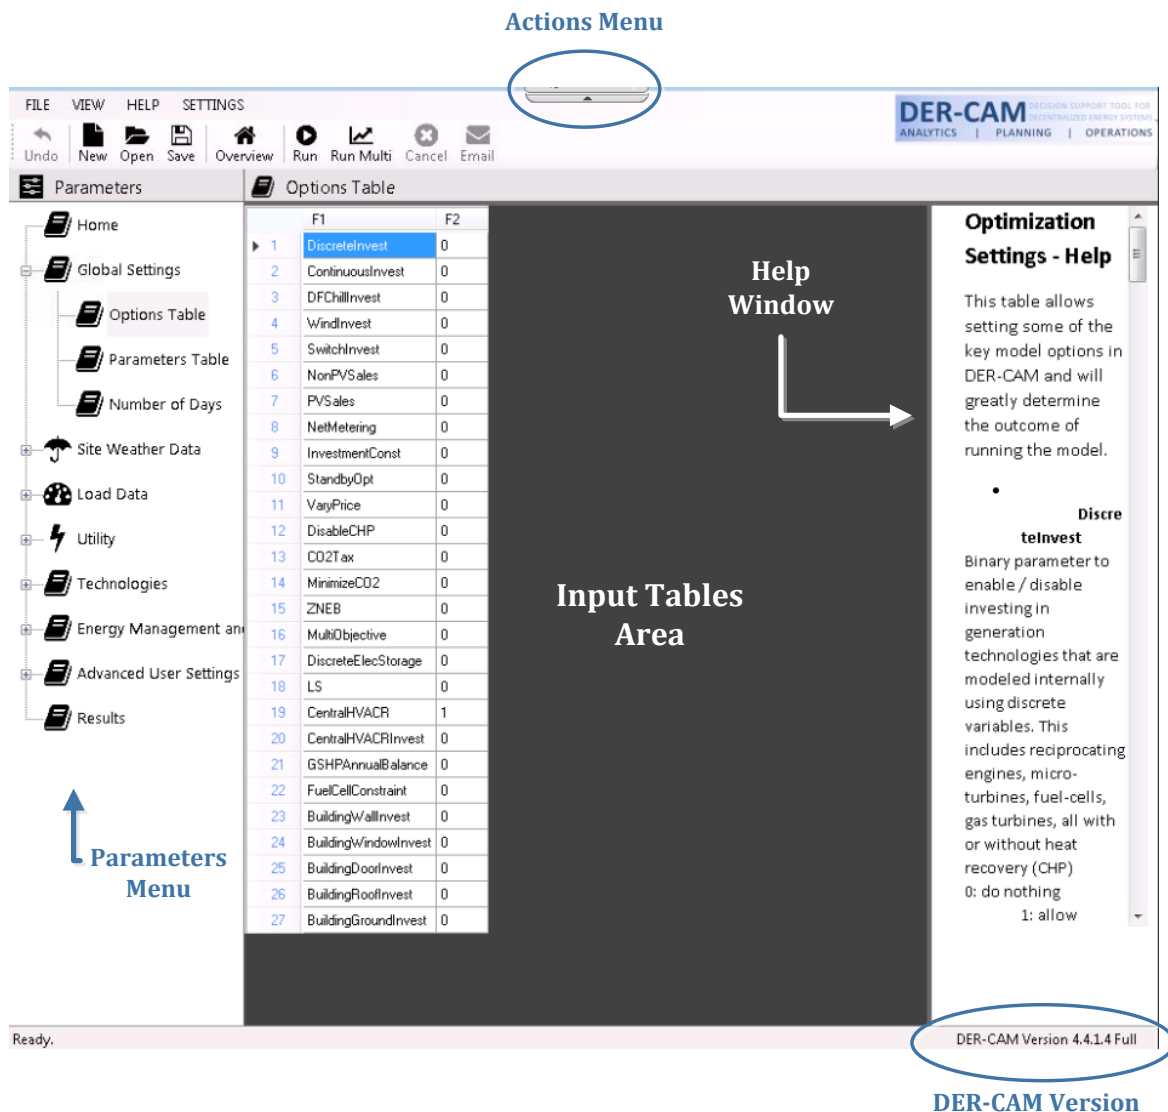 Actions Menu
FILE VIEW HELP SETTINGS
DER-CAM DECISION SUPPORT TOOL FOR
DECENTRALIZED ENERGY SYSTEMS
ANALYTICS | PLANNING | OPERATIONS
Undo New Open Save Overview Run Run Multi Cancel Email
Parameters
Options Table
Home
Global Settings
Options Table
Parameters Table
Number of Days
Site Weather Data
Load Data
Utility
Technologies
Energy Management an
Advanced User Settings
Results
Parameters
Menu
F1 F2
1 DiscreteInvest 0
2 ContinuousInvest 0
3 DFChillInvest 0
4 WindInvest 0
5 SwitchInvest 0
6 NonPVSales 0
7 PVSales 0
8 NetMetering 0
9 InvestmentConst 0
10 StandbyOpt 0
11 VaryPrice 0
12 DisableCHP 0
13 CO2Tax 0
14 MinimizeCO2 0
15 ZNEB 0
16 MultiObjective 0
17 DiscreteElecStorage 0
18 LS 0
19 CentralHVACR 1
20 CentralHVACRInvest 0
21 GSHPAnnualBalance 0
22 FuelCellConstraint 0
23 BuildingWallInvest 0
24 BuildingWindowInvest 0
25 BuildingDoorInvest 0
26 BuildingRoofInvest 0
27 BuildingGroundInvest 0
Help
Window
Input Tables
Area
Optimization
Settings - Help
This table allows
setting some of the
key model options in
DER-CAM and will
greatly determine
the outcome of
running the model.
•
Discre
teInvest
Binary parameter to
enable / disable
investing in
generation
technologies that are
modeled internally
using discrete
variables. This
includes reciprocating
engines, micro-
turbines, fuel-cells,
gas turbines, all with
or without heat
recovery (CHP)
0: do nothing
1: allow
Ready.
DER-CAM Version 4.4.1.4 Full
DER-CAM Version